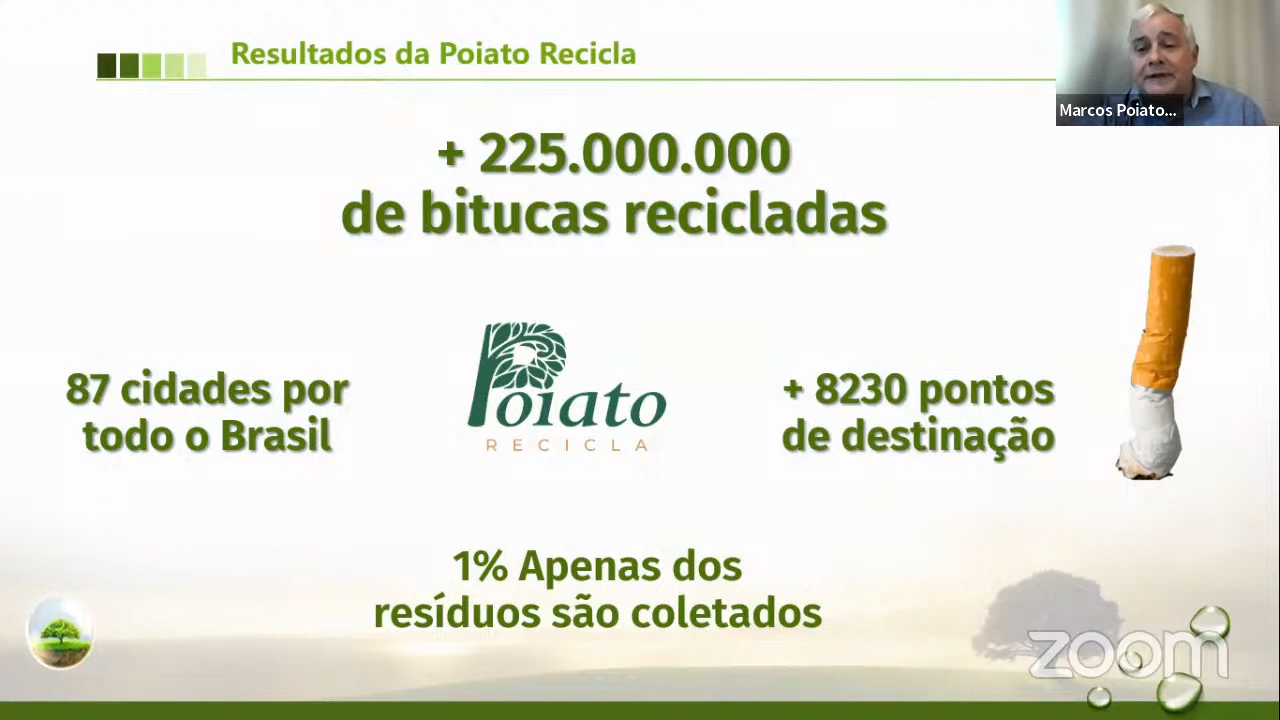 Resultados da Poiato Recicla
Marcos Poiato...
+ 225.000.000
de bitucas recicladas
87 cidades por
todo o Brasil
Poiato
RECICLA
+ 8230 pontos
de destinação
1% Apenas dos
resíduos são coletados
zoom